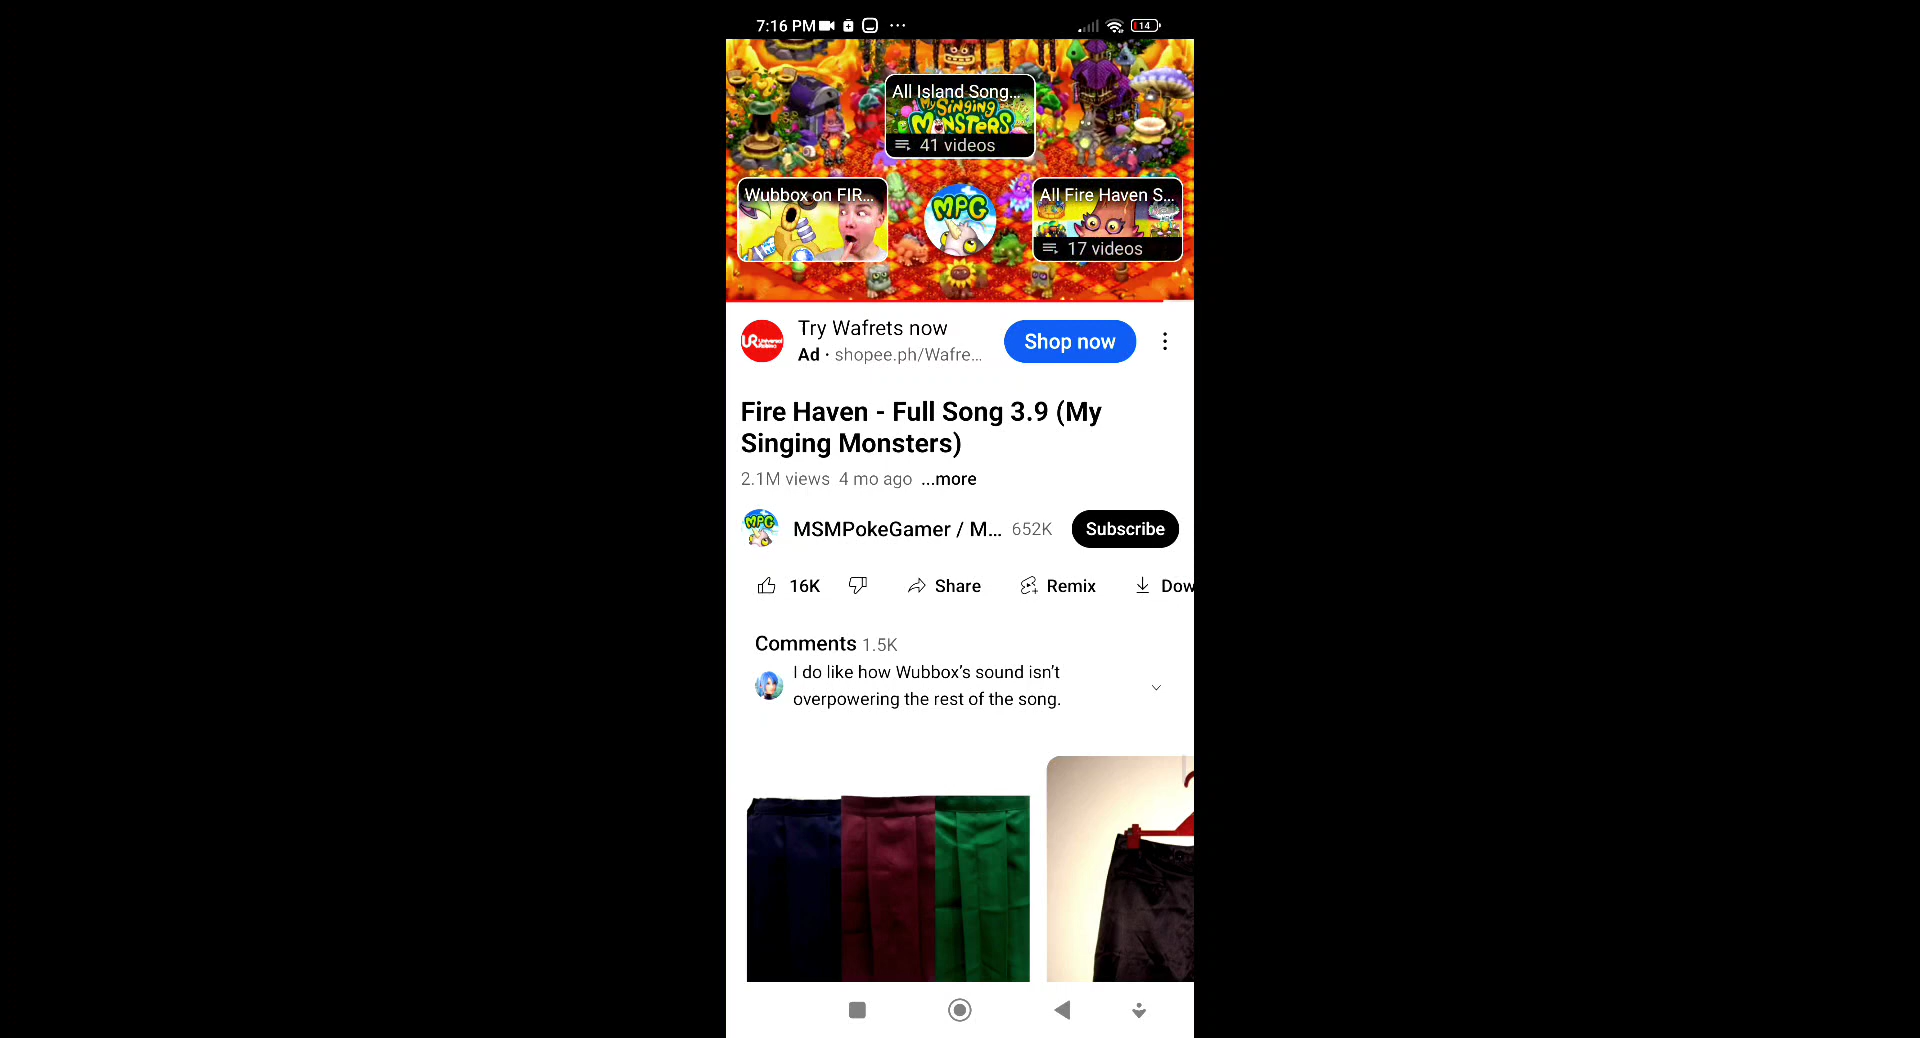 7:16 PM
14
All Island Song...
My Singing Monsters
41 videos
Wubbox on FIR...
MPG
All Fire Haven S...
17 videos
Try Wafrets now
Ad · shopee.ph/Wafre...
Shop now
Fire Haven - Full Song 3.9 (My
Singing Monsters)
2.1M views 4 mo ago ...more
MPG
MSMPokeGamer / M... 652K
Subscribe
16K
Share
Remix
Dow
Comments 1.5K
I do like how Wubbox's sound isn't
overpowering the rest of the song.